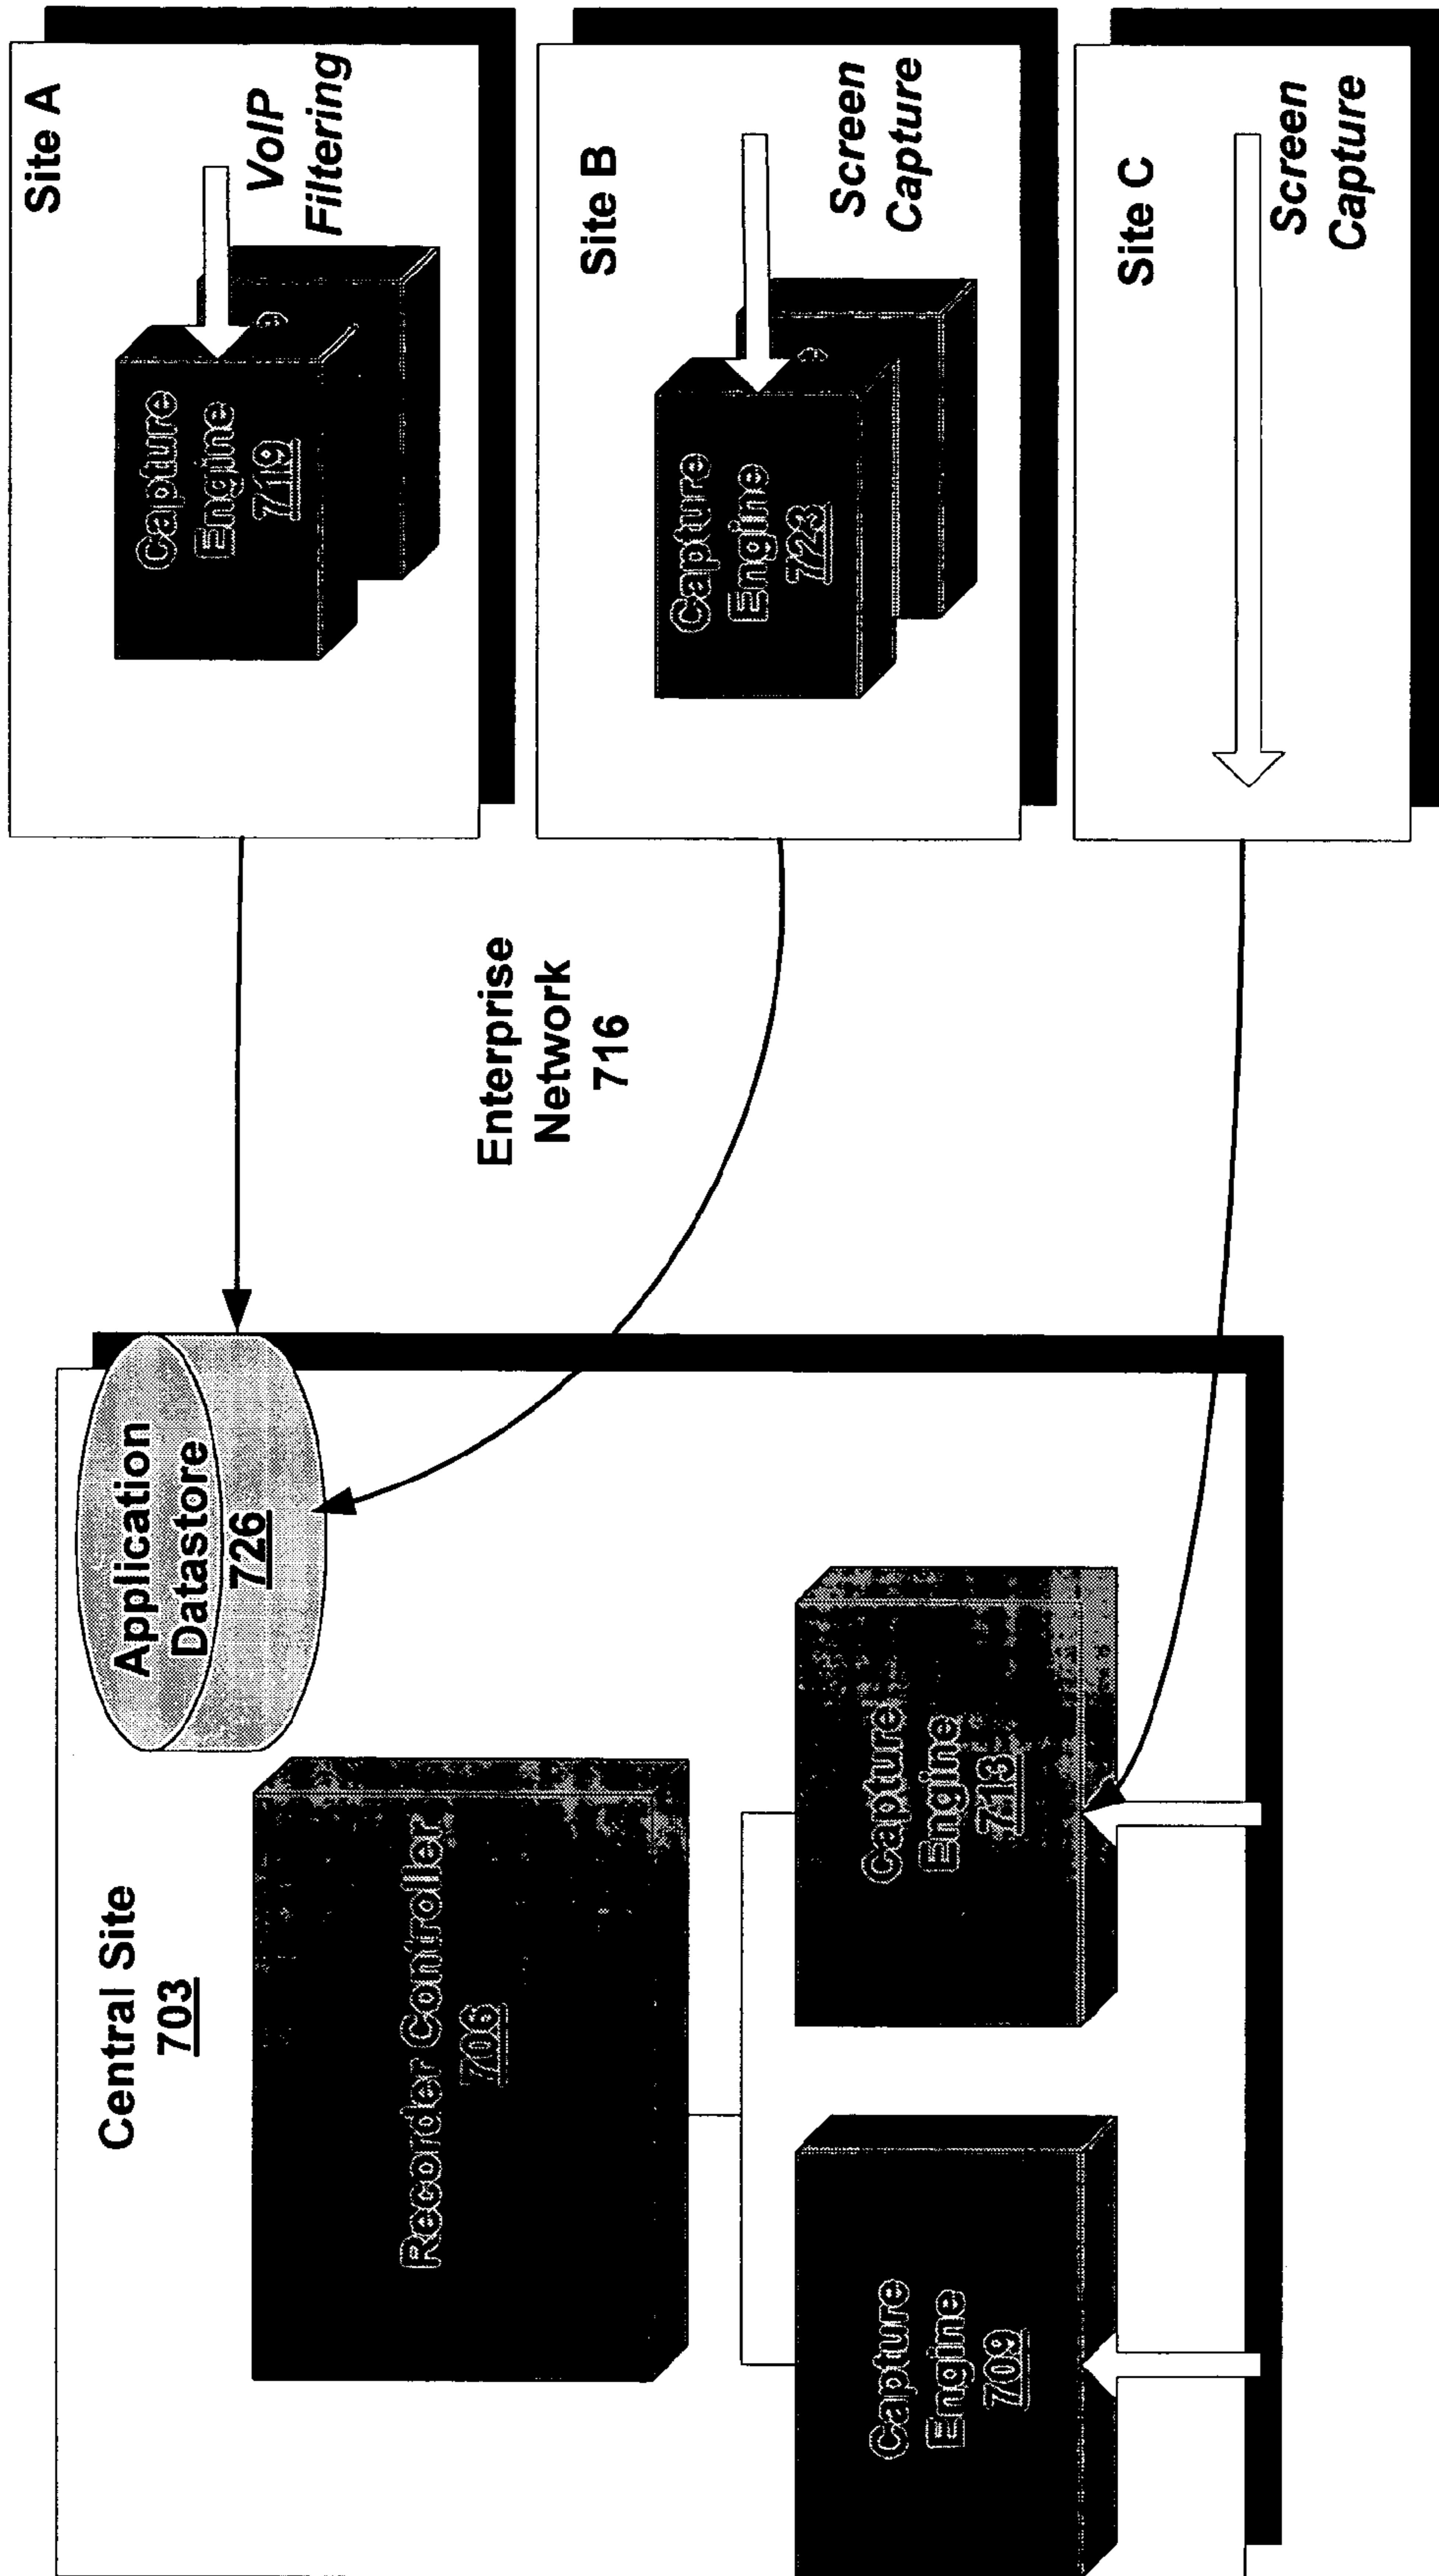 Central Site
703
Application
Datastore
726
Recorder Controller
706
Capture
Engine
709
Capture
Engine
713
Enterprise
Network
716
Site A
Capture
Engine
719
VoIP
Filtering
Site B
Capture
Engine
723
Screen
Capture
Site C
Screen
Capture